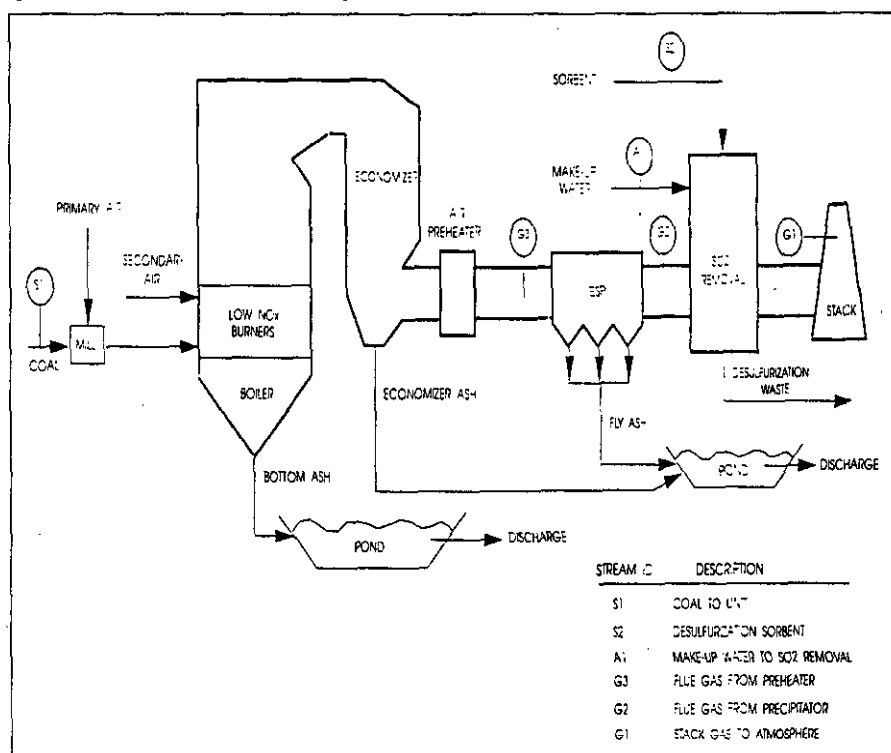 S2
SORBENT
MAKE-UP
WATER
ECONOMIZER
PRIMARY AIR
AIR
PREHEATER
G3
G2
G1
SO2
REMOVAL
STACK
S1
AIR
LOW NOx
BURNERS
ESP
MILL
COAL
BOILER
ECONOMIZER ASH
DESULFURIZATION
WASTE
FLY ASH
BOTTOM ASH
POND
DISCHARGE
POND
DISCHARGE
STREAM
DESCRIPTION
S1
COAL TO UNIT
S2
DESULFURIZATION SORBENT
A1
MAKE-UP WATER TO SO2 REMOVAL
G3
FLUE GAS FROM PREHEATER
G2
FLUE GAS FROM PRECIPITATOR
G1
STACK GAS TO ATMOSPHERE